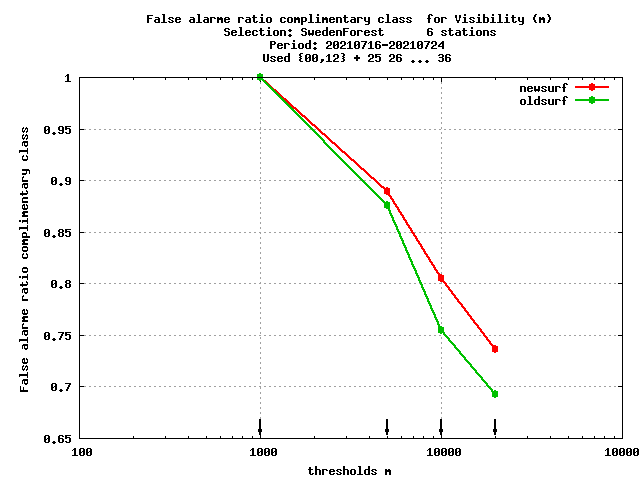 False alarme ratio complimentary class  for Visibility (m)
Selection: SwedenForest      6 stations
Period: 20210716-20210724
Used {00,12} + 25 26 ... 36
newsurf
oldsurf
1
0.95
0.9
0.85
0.8
0.75
0.7
0.65
False alarme ratio complimentary class
100 1000 10000 10000
thresholds m